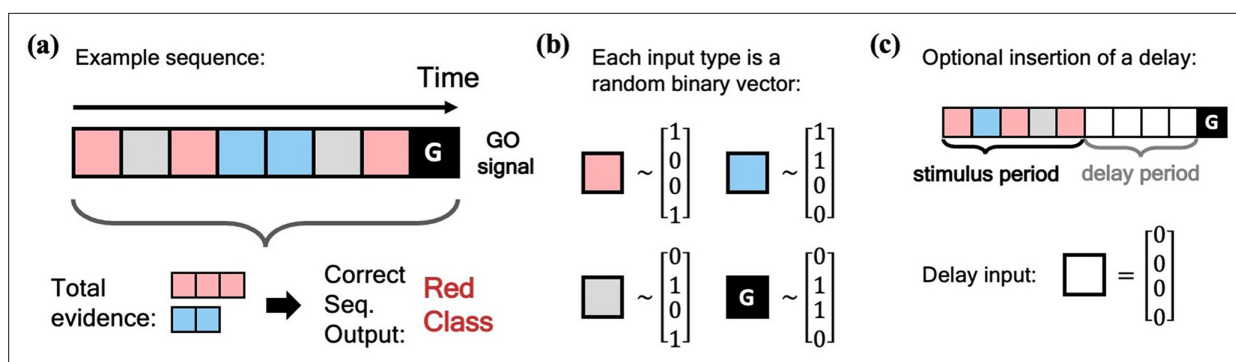 (a) Example sequence:
Time
G
GO
signal
Total
evidence:
Correct
Seq.
Output:
Red
Class
(b) Each input type is a
random binary vector:
~ [1 0 0 1]
~ [1 1 0 0]
~ [0 1 0 1]
G ~ [0 1 1 0]
(c) Optional insertion of a delay:
G
stimulus period
delay period
Delay input:
= [0 0 0 0]